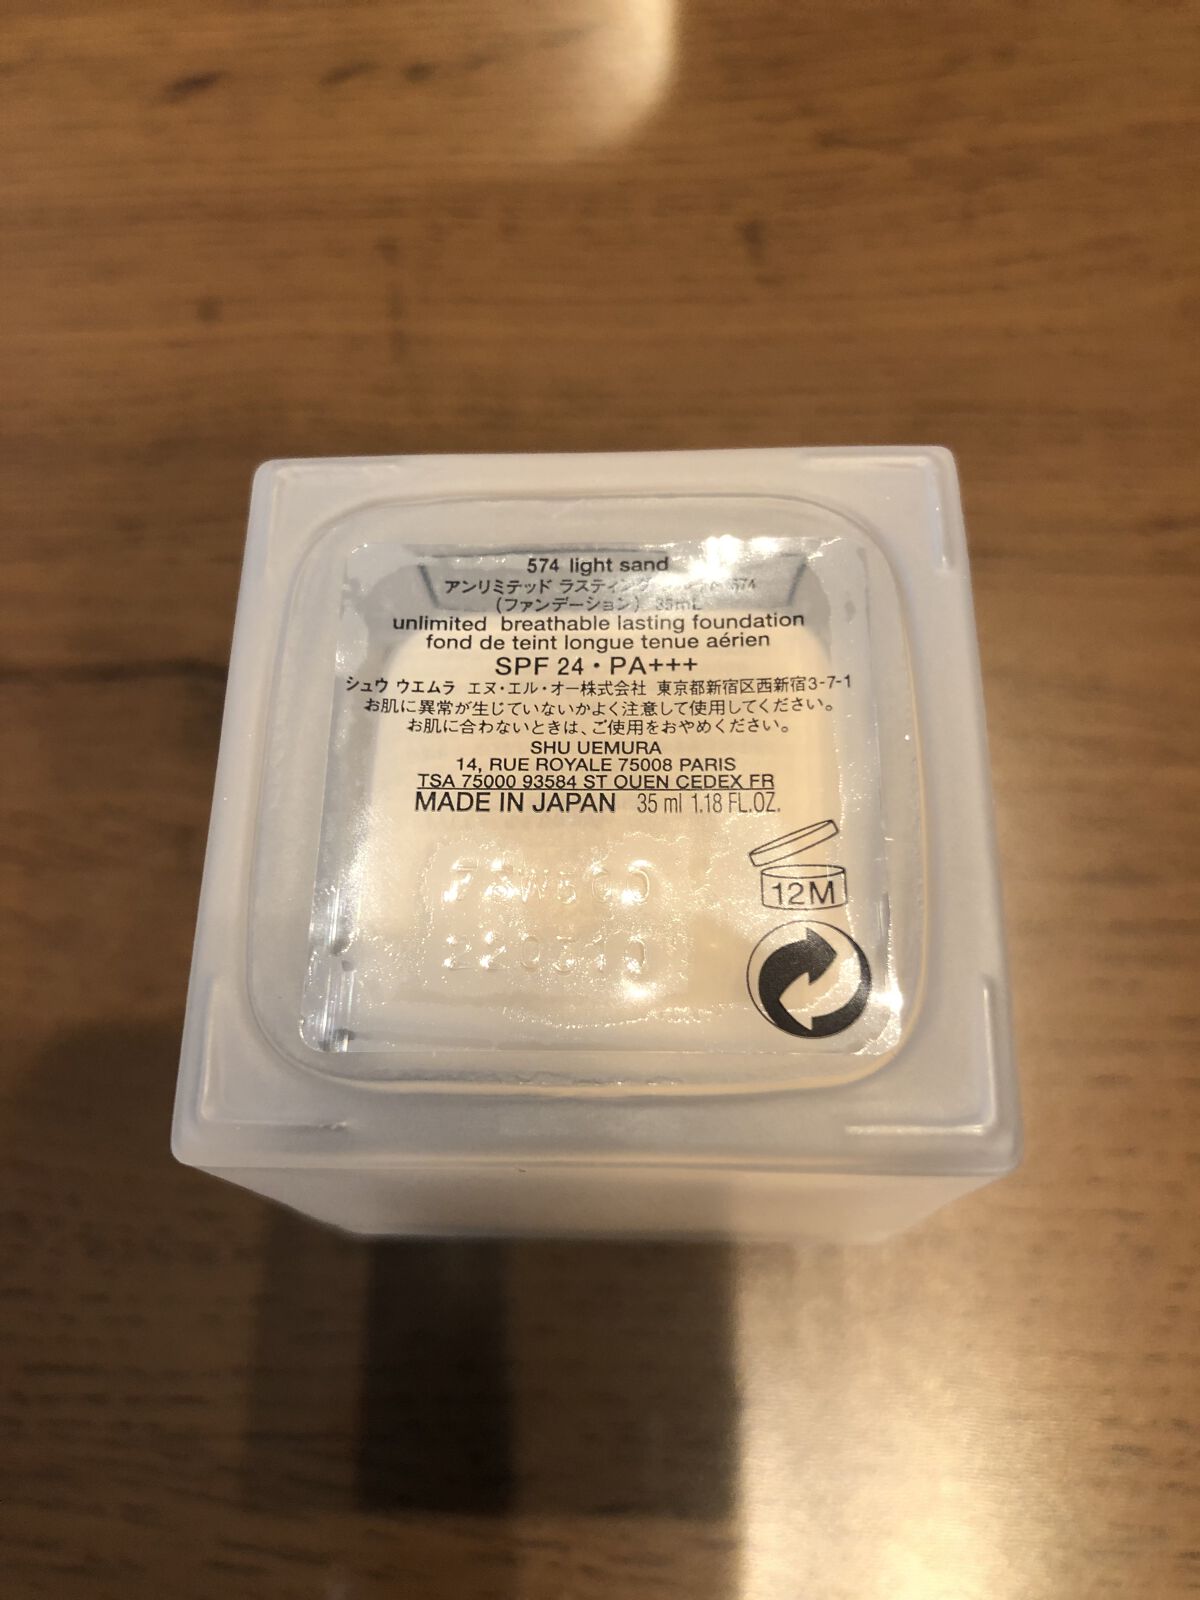 574 light sand
アンリミテッド ラスティング 574
(ファンデーション) 35mL
unlimited breathable lasting foundation
fond de teint longue tenue aérien
SPF 24・PA+++
シュウ ウエムラ エヌ・エル・オー株式会社 東京都新宿区西新宿3-7-1
お肌に異常が生じていないかよく注意して使用してください。
お肌に合わないときは、ご使用をおやめください。
SHU UEMURA
14, RUE ROYALE 75008 PARIS
TSA 75000 93584 ST OUEN CEDEX FR
MADE IN JAPAN 35 ml 1.18 FL.OZ.
12M